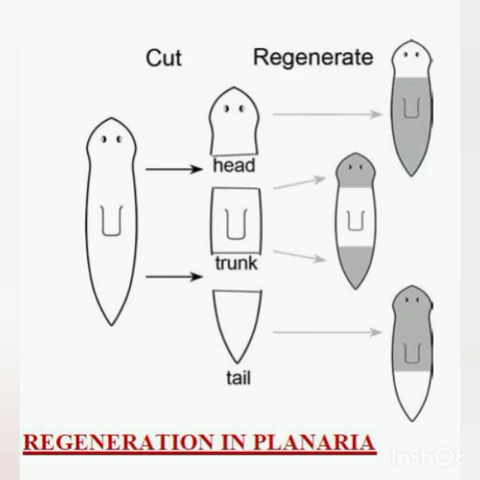 Cut
Regenerate
head
trunk
tail
REGENERATION IN PLANARIA
InShOt